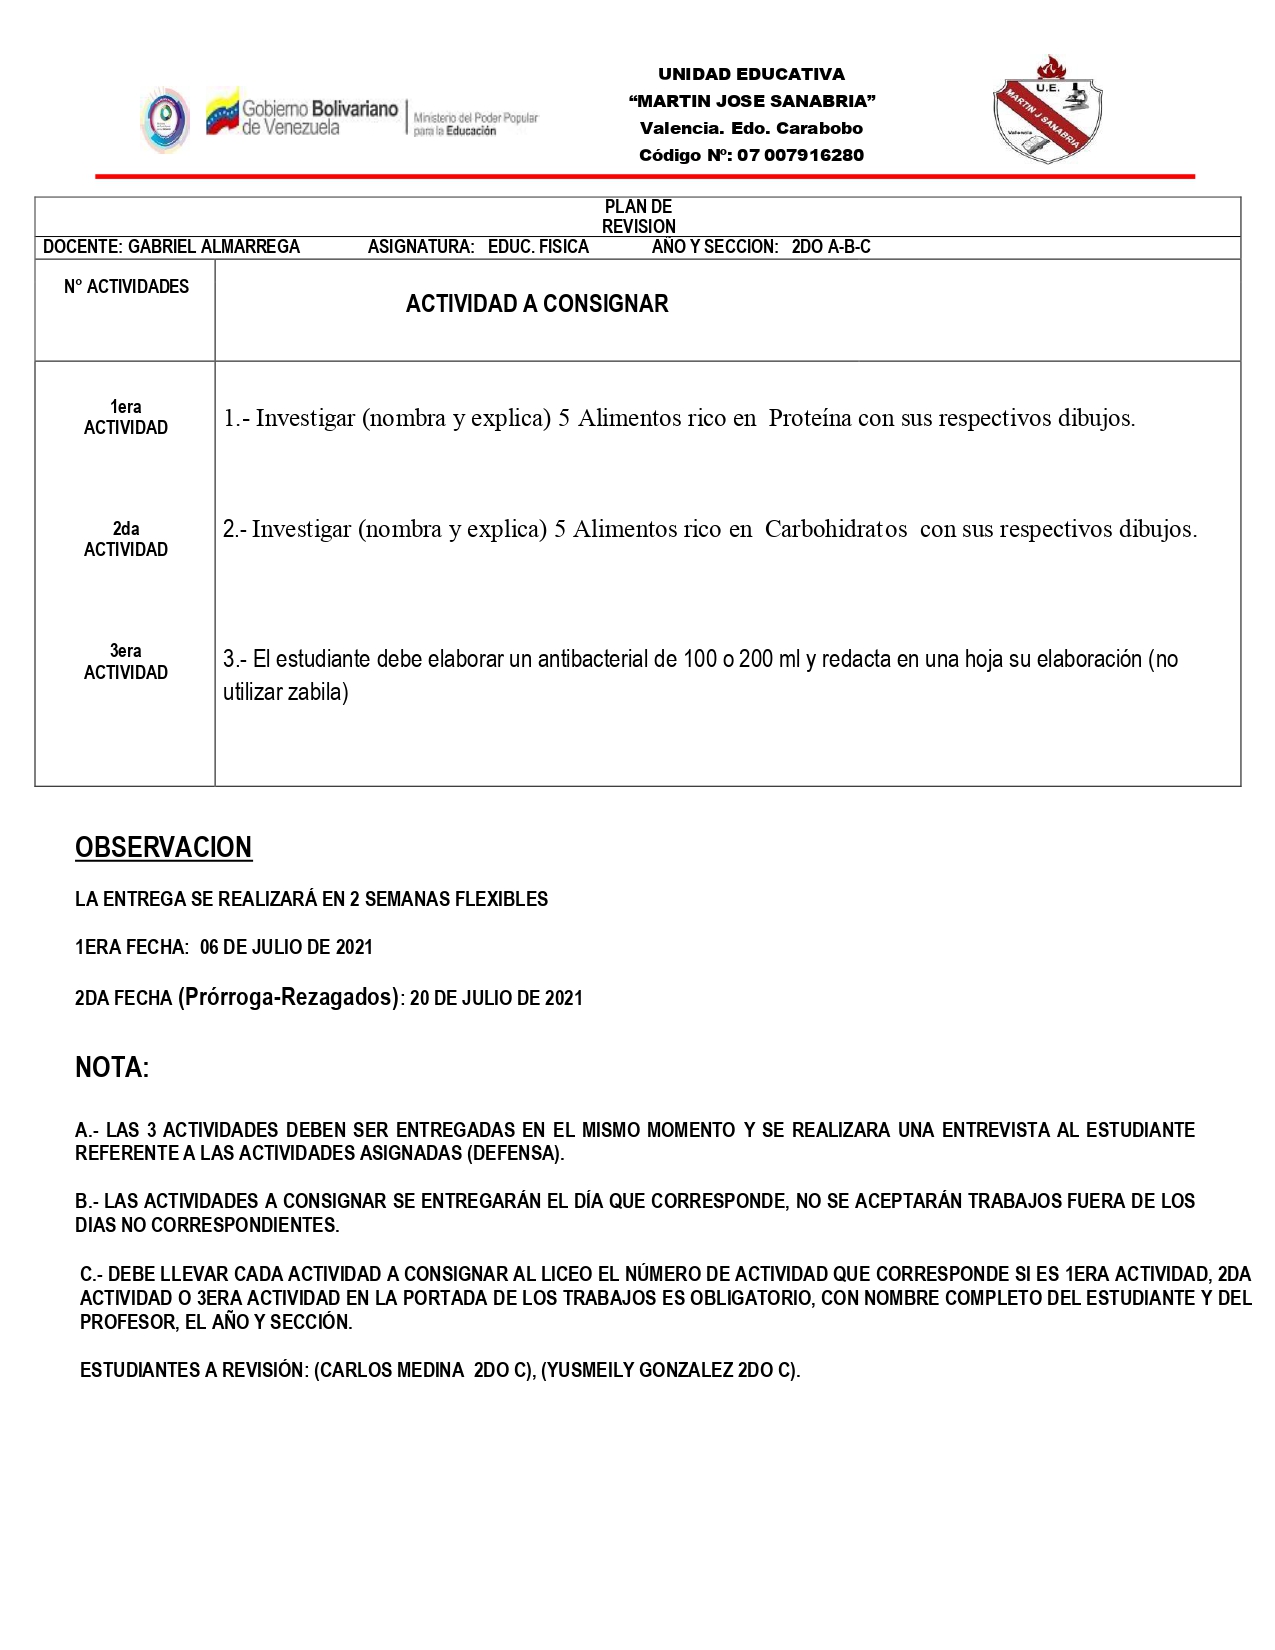 Gobierno Bolivariano
de Venezuela
Ministerio del Poder Popular
para la Educación
UNIDAD EDUCATIVA
“MARTIN JOSE SANABRIA”
Valencia. Edo. Carabobo
Código Nº: 07 007916280
U.E.
MARTIN J SANABRIA
Valencia
PLAN DE
REVISION
DOCENTE: GABRIEL ALMARREGA ASIGNATURA: EDUC. FISICA AÑO Y SECCION: 2DO A-B-C
N° ACTIVIDADES
ACTIVIDAD A CONSIGNAR
1era
ACTIVIDAD
1.- Investigar (nombra y explica) 5 Alimentos rico en Proteína con sus respectivos dibujos.
2da
ACTIVIDAD
2.- Investigar (nombra y explica) 5 Alimentos rico en Carbohidratos con sus respectivos dibujos.
3era
ACTIVIDAD
3.- El estudiante debe elaborar un antibacterial de 100 o 200 ml y redacta en una hoja su elaboración (no
utilizar zabila)
OBSERVACION
LA ENTREGA SE REALIZARÁ EN 2 SEMANAS FLEXIBLES
1ERA FECHA: 06 DE JULIO DE 2021
2DA FECHA (Prórroga-Rezagados): 20 DE JULIO DE 2021
NOTA:
A.- LAS 3 ACTIVIDADES DEBEN SER ENTREGADAS EN EL MISMO MOMENTO Y SE REALIZARA UNA ENTREVISTA AL ESTUDIANTE
REFERENTE A LAS ACTIVIDADES ASIGNADAS (DEFENSA).
B.- LAS ACTIVIDADES A CONSIGNAR SE ENTREGARÁN EL DÍA QUE CORRESPONDE, NO SE ACEPTARÁN TRABAJOS FUERA DE LOS
DIAS NO CORRESPONDIENTES.
C.- DEBE LLEVAR CADA ACTIVIDAD A CONSIGNAR AL LICEO EL NÚMERO DE ACTIVIDAD QUE CORRESPONDE SI ES 1ERA ACTIVIDAD, 2DA
ACTIVIDAD O 3ERA ACTIVIDAD EN LA PORTADA DE LOS TRABAJOS ES OBLIGATORIO, CON NOMBRE COMPLETO DEL ESTUDIANTE Y DEL
PROFESOR, EL AÑO Y SECCIÓN.
ESTUDIANTES A REVISIÓN: (CARLOS MEDINA 2DO C), (YUSMEILY GONZALEZ 2DO C).